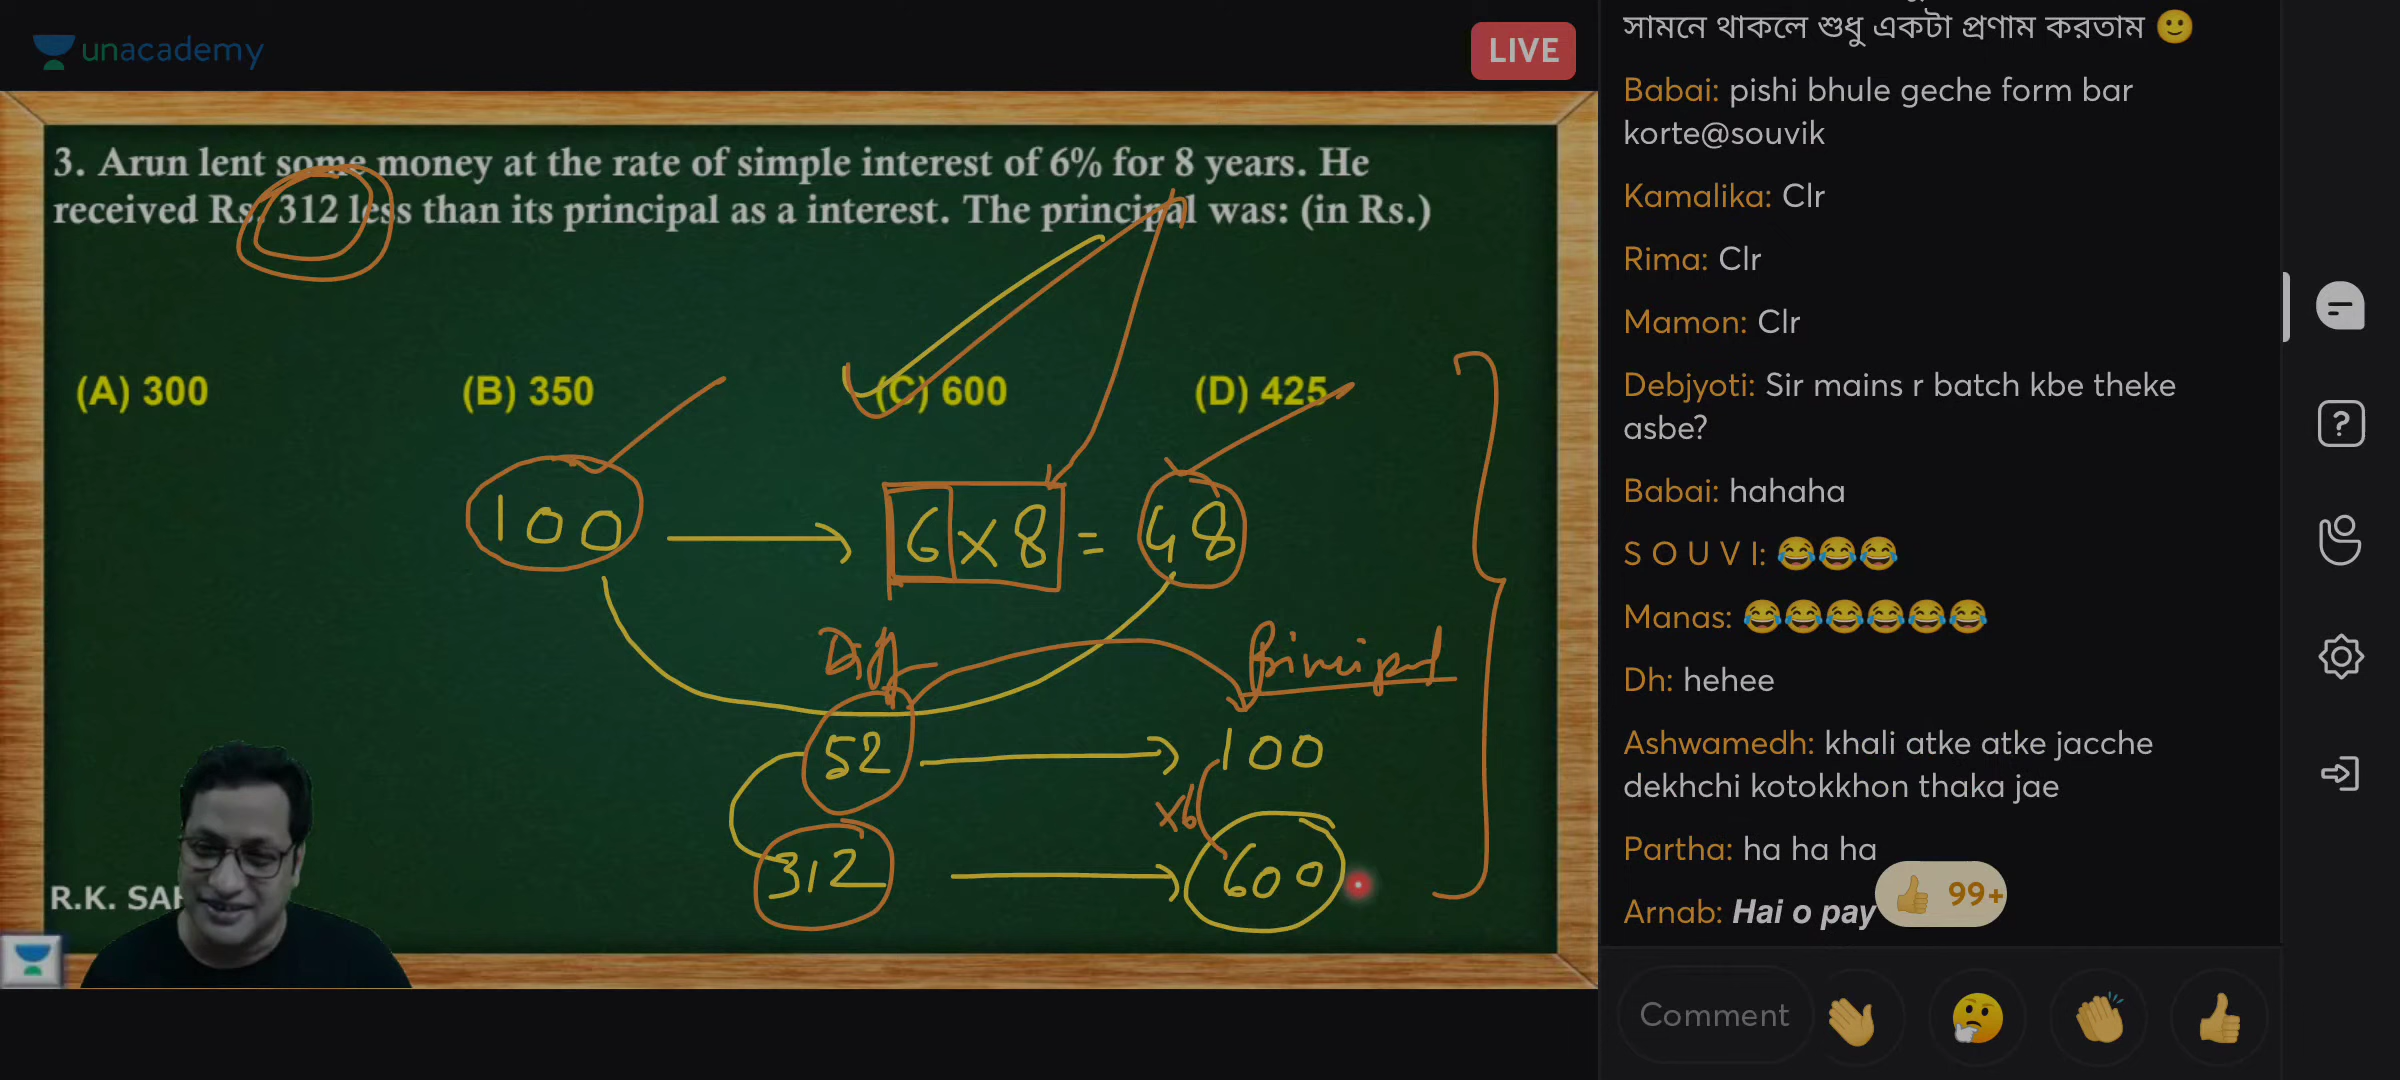 unacademy
LIVE
3. Arun lent some money at the rate of simple interest of 6% for 8 years. He
received Rs. 312 less than its principal as a interest. The principal was: (in Rs.)
(A) 300 (B) 350 (C) 600 (D) 425
100 → 6 × 8 = 48
Diff Principal
52 → 100
×6
312 → 600
R.K. SA
সামনে থাকলে শুধু একটা প্রণাম করতাম 🙂
Babai: pishi bhule geche form bar
korte@souvik
Kamalika: Clr
Rima: Clr
Mamon: Clr
Debjyoti: Sir mains r batch kbe theke
asbe?
Babai: hahaha
S O U V I: 😂😂😂
Manas: 😂😂😂😂😂😂
Dh: hehee
Ashwamedh: khali atke atke jacche
dekhchi kotokkhon thaka jae
Partha: ha ha ha
Arnab: Hai o pay
👍 99+
Comment